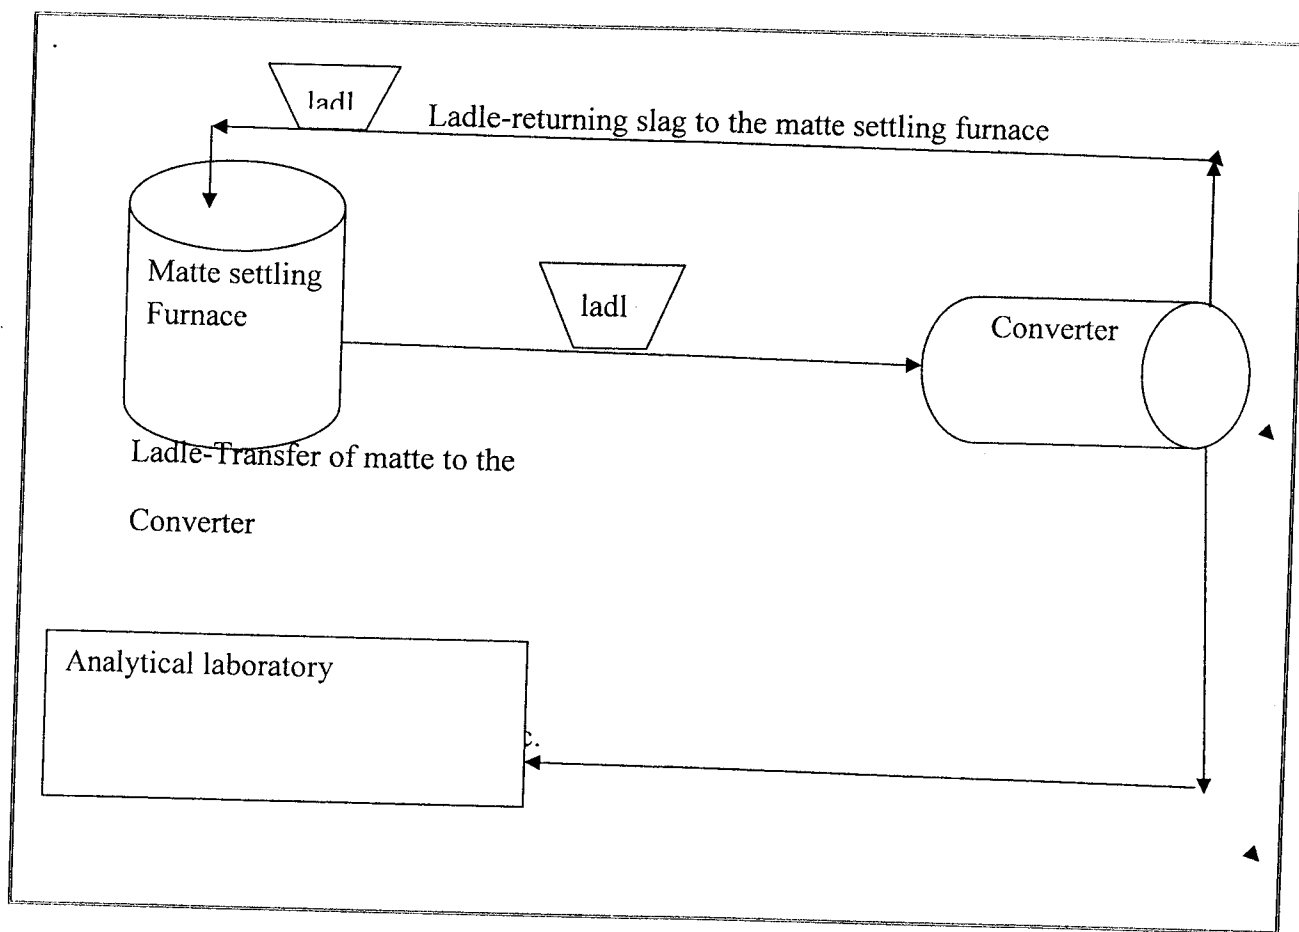 ladl
Ladle-returning slag to the matte settling furnace
Matte settling
Furnace
ladl
Converter
Ladle-Transfer of matte to the
Converter
Analytical laboratory
c.